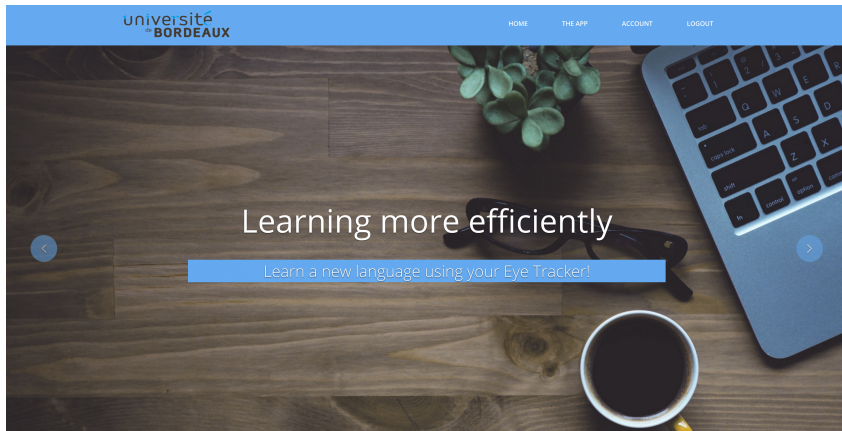 université
de BORDEAUX
HOME THE APP ACCOUNT LOGOUT
Learning more efficiently
Learn a new language using your Eye Tracker!
Q W E R
tab
A S D
caps lock
Z X
shift
fn control option